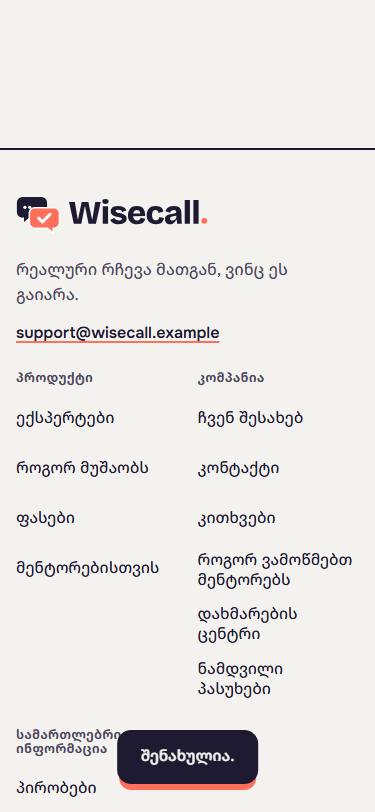 Wisecall.
რეალური რჩევა მათგან, ვინც ეს
გაიარა.
support@wisecall.example
პროდუქტი
ექსპერტები
როგორ მუშაობს
ფასები
მენტორებისთვის
კომპანია
ჩვენ შესახებ
კონტაქტი
კითხვები
როგორ ვამოწმებთ
მენტორებს
დახმარების
ცენტრი
ნამდვილი
პასუხები
ინფორმაცია
პირობები
შენახულია.